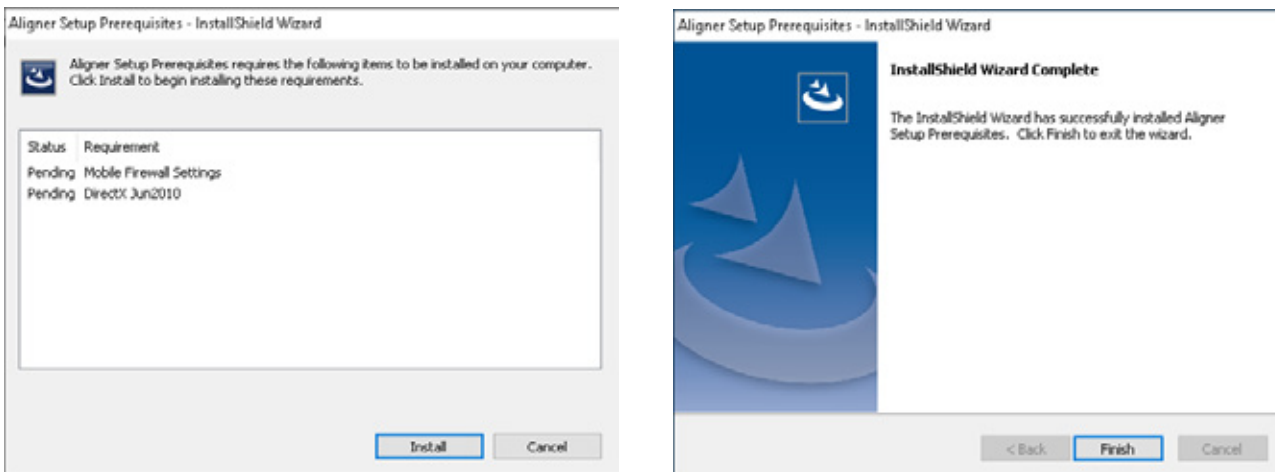 Aligner Setup Prerequisites - InstallShield Wizard
Aligner Setup Prerequisites requires the following items to be installed on your computer.
Click Install to begin installing these requirements.
Status Requirement
Pending Mobile Firewall Settings
Pending DirectX Jun2010
Install Cancel
Aligner Setup Prerequisites - InstallShield Wizard
InstallShield Wizard Complete
The InstallShield Wizard has successfully installed Aligner
Setup Prerequisites. Click Finish to exit the wizard.
< Back Finish Cancel